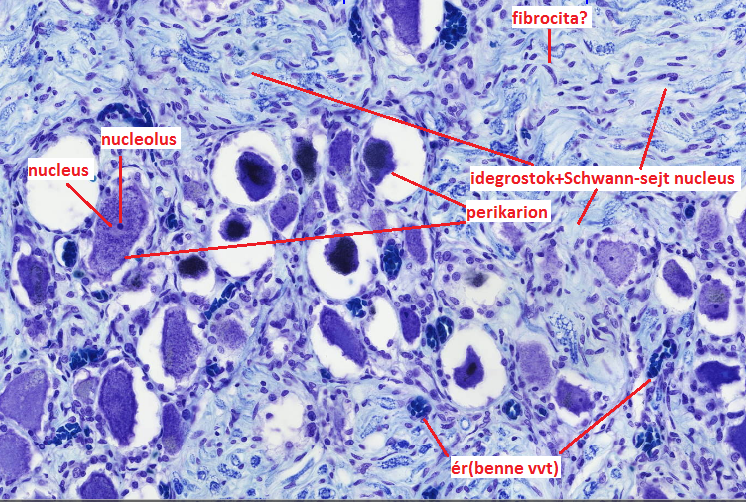 fibrocita?
nucleolus
nucleus
idegrostok+Schwann-sejt nucleus
perikarion
ér(benne vvt)